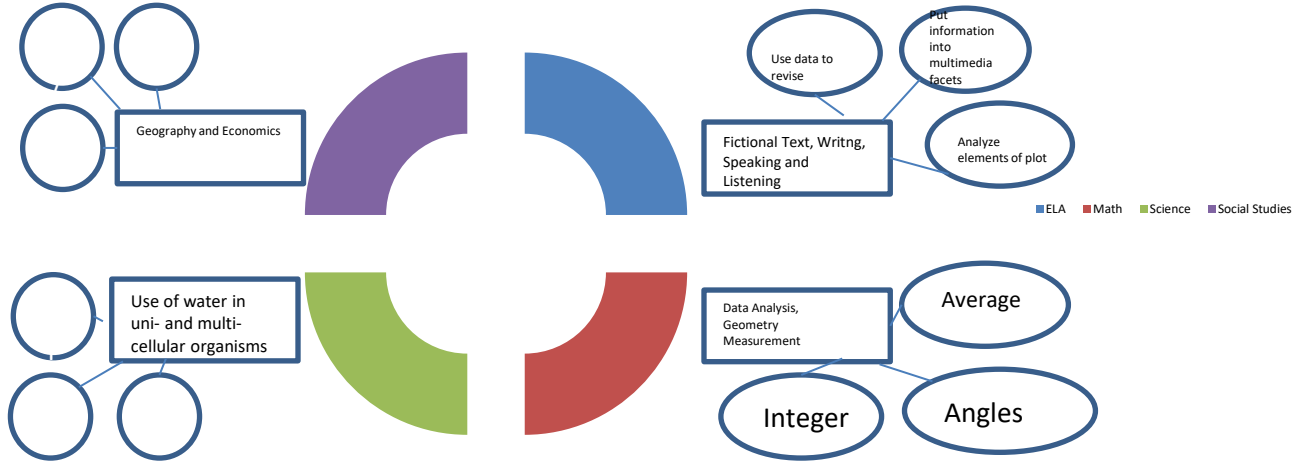 Geography and Economics
Use data to
revise
Put
information
into
multimedia
facets
Fictional Text, Writng,
Speaking and
Listening
Analyze
elements of plot
ELA Math Science Social Studies
Use of water in
uni- and multi-
cellular organisms
Data Analysis,
Geometry
Measurement
Average
Integer
Angles